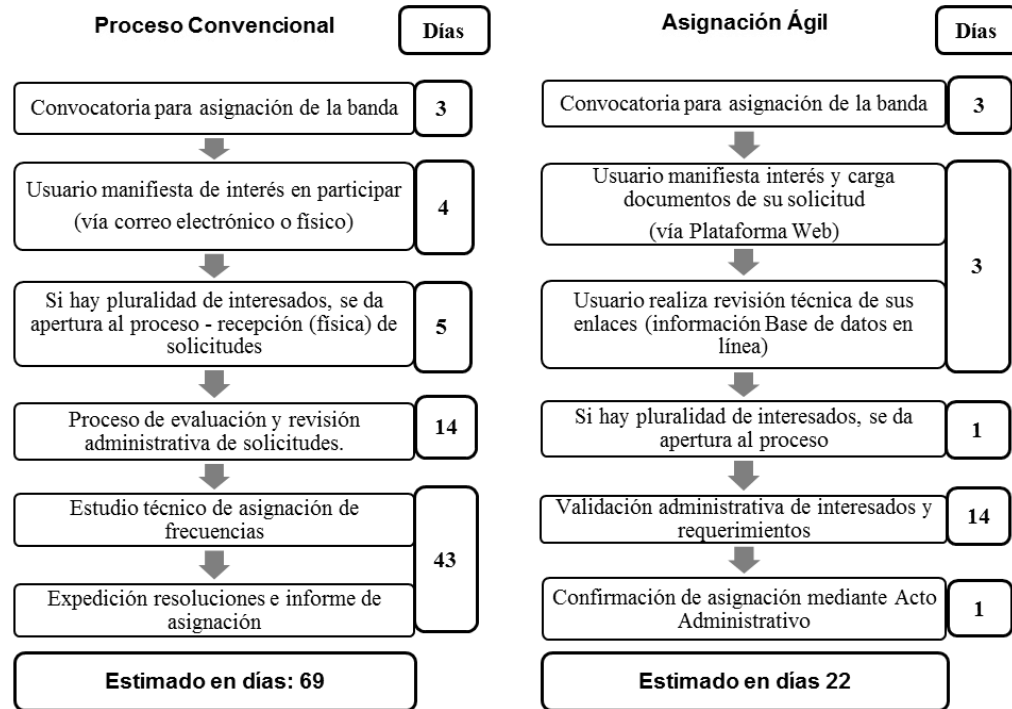 Proceso Convencional
Días
Convocatoria para asignación de la banda
3
Usuario manifiesta de interés en participar
(vía correo electrónico o físico)
4
Si hay pluralidad de interesados, se da
apertura al proceso - recepción (física) de
solicitudes
5
Proceso de evaluación y revisión
administrativa de solicitudes.
14
Estudio técnico de asignación de
frecuencias
43
Expedición resoluciones e informe de
asignación
Estimado en días: 69
Asignación Ágil
Días
Convocatoria para asignación de la banda
3
Usuario manifiesta interés y carga
documentos de su solicitud
(vía Plataforma Web)
3
Usuario realiza revisión técnica de sus
enlaces (información Base de datos en
línea)
Si hay pluralidad de interesados, se da
apertura al proceso
1
Validación administrativa de interesados y
requerimientos
14
Confirmación de asignación mediante Acto
Administrativo
1
Estimado en días 22